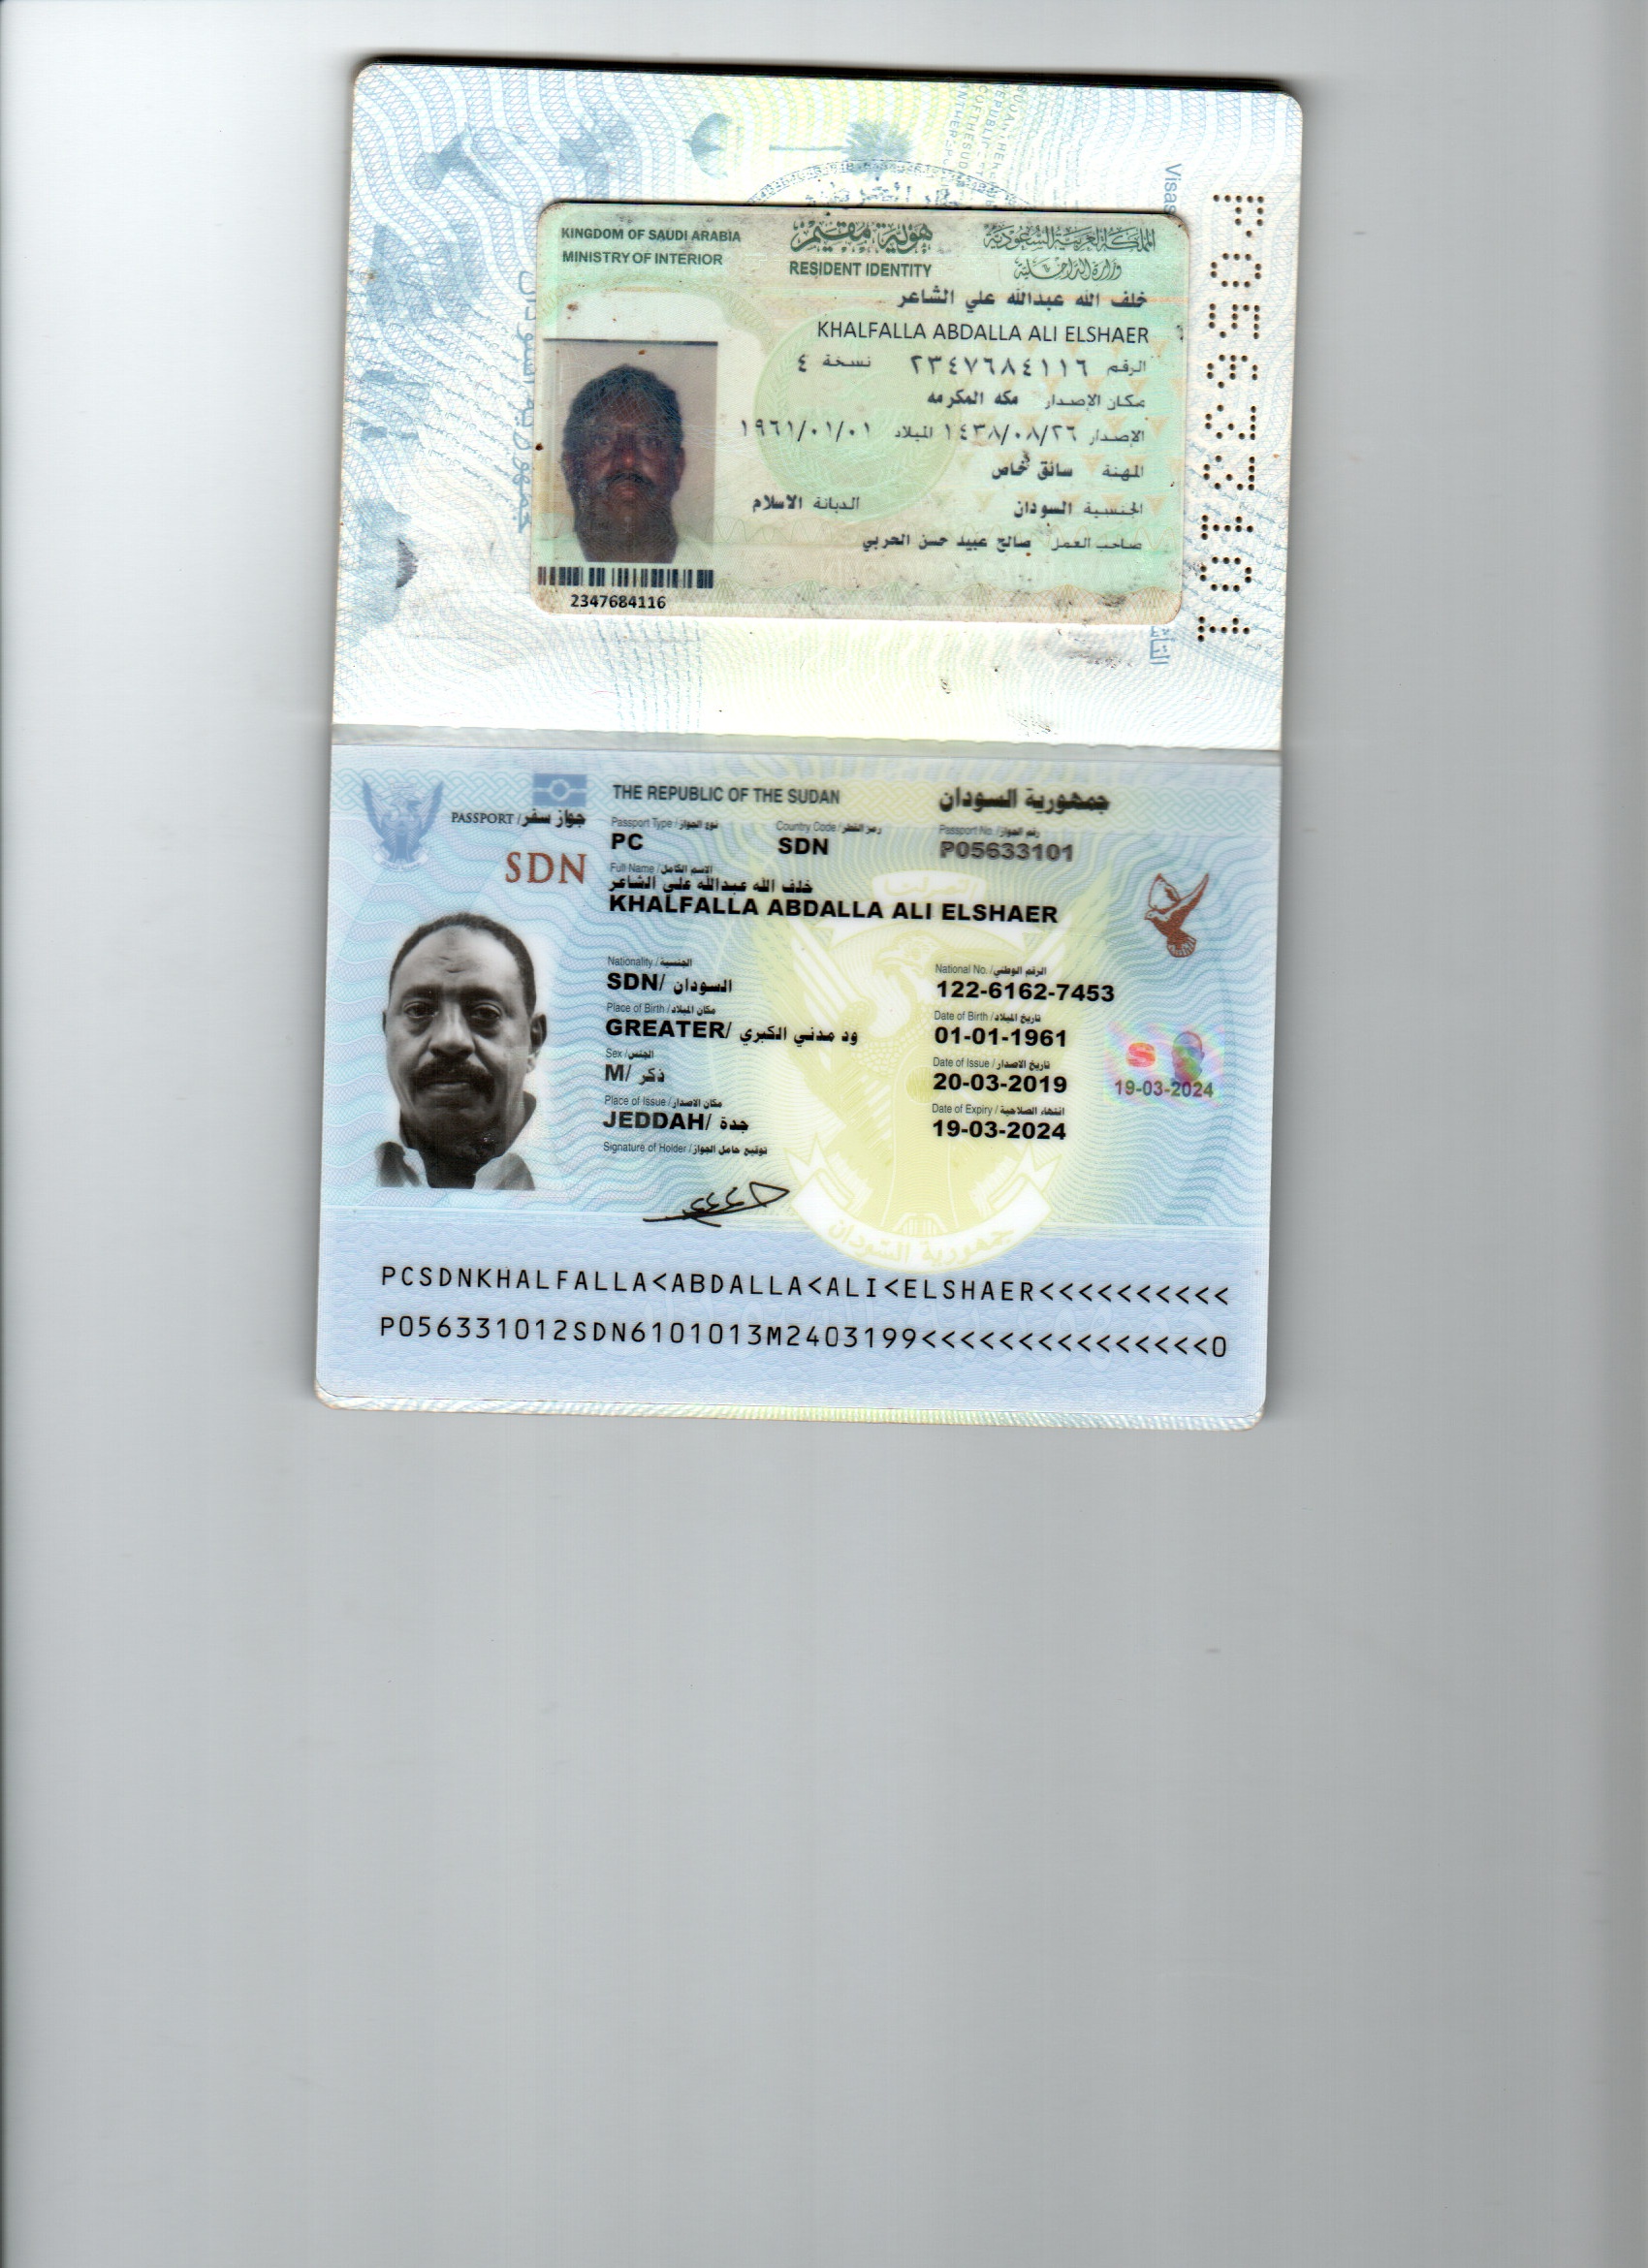 Visas
P05633101
KINGDOM OF SAUDI ARABIA
MINISTRY OF INTERIOR
هوية مقيم
RESIDENT IDENTITY
المملكة العربية السعودية
وزارة الداخلية
خلف الله عبدالله علي الشاعر
KHALFALLA ABDALLA ALI ELSHAER
الرقم ٢٣٤٧٦٨٤١١٦ نسخة ٤
مكان الإصدار مكه المكرمه
الإصدار ١٤٣٨/٠٨/٢٦ الميلاد ١٩٦١/٠١/٠١
المهنة سائق خاص
الجنسية السودان الديانة الاسلام
صاحب العمل صالح عبيد حسن الحربي
2347684116
THE REPUBLIC OF THE SUDAN جمهورية السودان
PASSPORT / جواز سفر
SDN
Passport Type / نوع الجواز Country Code / رمز القطر Passport No. / رقم الجواز
PC SDN P05633101
Full Name / الاسم الكامل
خلف الله عبدالله علي الشاعر
KHALFALLA ABDALLA ALI ELSHAER
Nationality / الجنسية
SDN/ السودان
National No. / الرقم الوطني
122-6162-7453
Place of Birth / مكان الميلاد
GREATER/ ود مدني الكبري
Date of Birth / تاريخ الميلاد
01-01-1961
Sex / الجنس
M/ ذكر
Date of Issue / تاريخ الاصدار
20-03-2019
Place of Issue / مكان الاصدار
JEDDAH/ جدة
Date of Expiry / انتهاء الصلاحية
19-03-2024
S
19-03-2024
Signature of Holder / توقيع حامل الجواز
جمهورية السودان
PCSDNKHALFALLA<ABDALLA<ALI<ELSHAER<<<<<<<<<<
P056331012SDN6101013M2403199<<<<<<<<<<<<<<<0